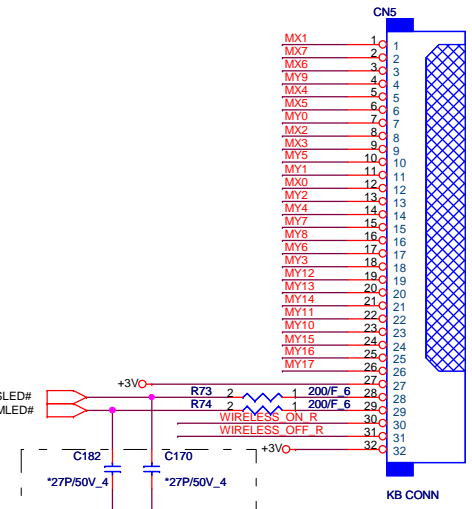 CN5
MX1 1 1
MX7 2 2
MX6 3 3
MY9 4 4
MX4 5 5
MX5 6 6
MY0 7 7
MX2 8 8
MX3 9 9
MY5 10 10
MY1 11 11
MX0 12 12
MY2 13 13
MY4 14 14
MY7 15 15
MY8 16 16
MY6 17 17
MY3 18 18
MY12 19 19
MY13 20 20
MY14 21 21
MY11 22 22
MY10 23 23
MY15 24 24
MY16 25 25
MY17 26 26
+3V 27 27
SLED# R73 2 1 200/F_6 28 28
MLED# R74 2 1 200/F_6 29 29
WIRELESS_ON_R 30 30
WIRELESS_OFF_R 31 31
+3V 32 32
C182 C170
*27P/50V_4 *27P/50V_4
KB CONN